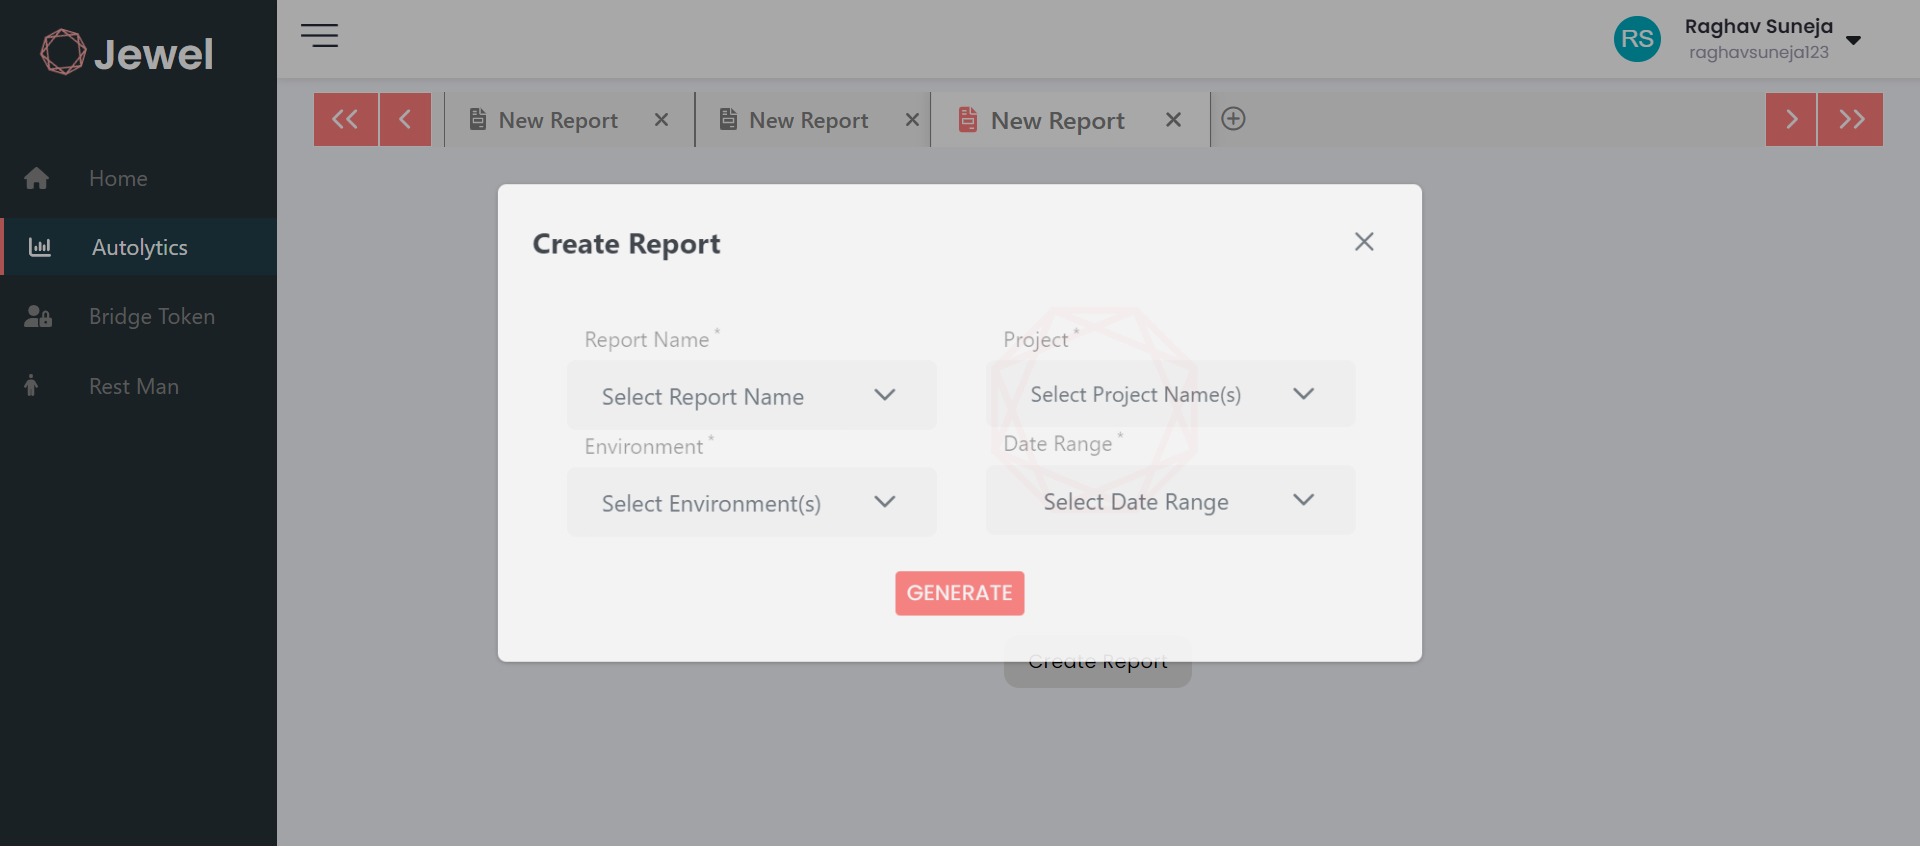 Jewel
RS
Raghav Suneja
raghavsuneja123
New Report
New Report
New Report
Home
Autolytics
Bridge Token
Rest Man
Create Report
Report Name *
Project *
Select Report Name
Select Project Name(s)
Environment *
Date Range *
Select Environment(s)
Select Date Range
GENERATE
Create Report